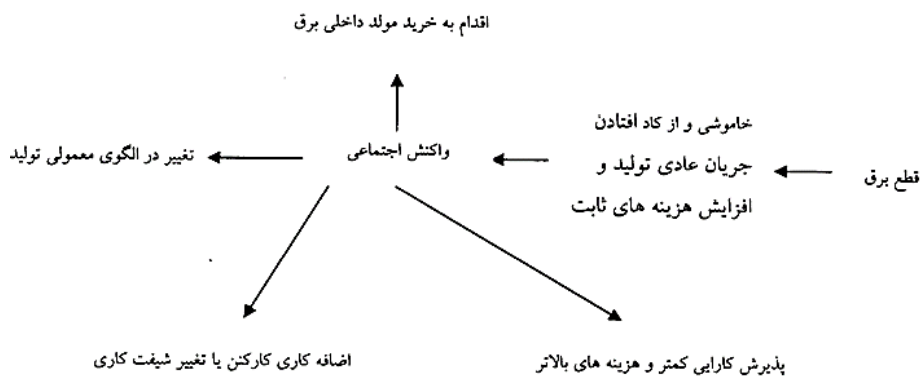 اقدام به خرید مولد داخلی برق
خاموشی و از کاد افتادن
جریان عادی تولید و
افزایش هزینه های ثابت
قطع برق
واکنش اجتماعی
تغییر در الگوی معمولی تولید
پذیرش کارایی کمتر و هزینه های بالاتر
اضافه کاری کارکنن یا تغییر شیفت کاری